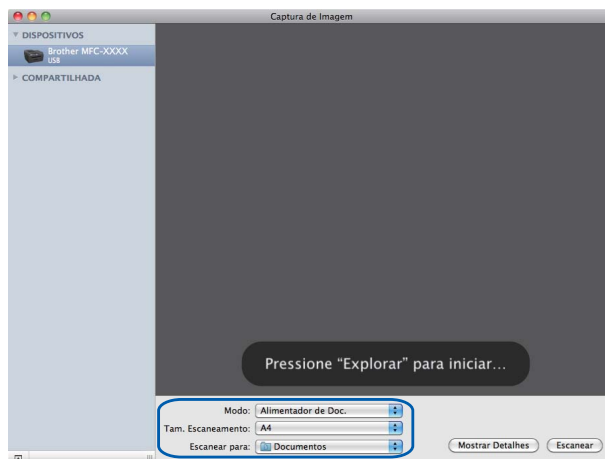 Captura de Imagem
DISPOSITIVOS
Brother MFC-XXXX
USB
COMPARTILHADA
Pressione “Explorar” para iniciar...
Modo: Alimentador de Doc.
Tam. Escaneamento: A4
Escanear para: Documentos
Mostrar Detalhes Escanear